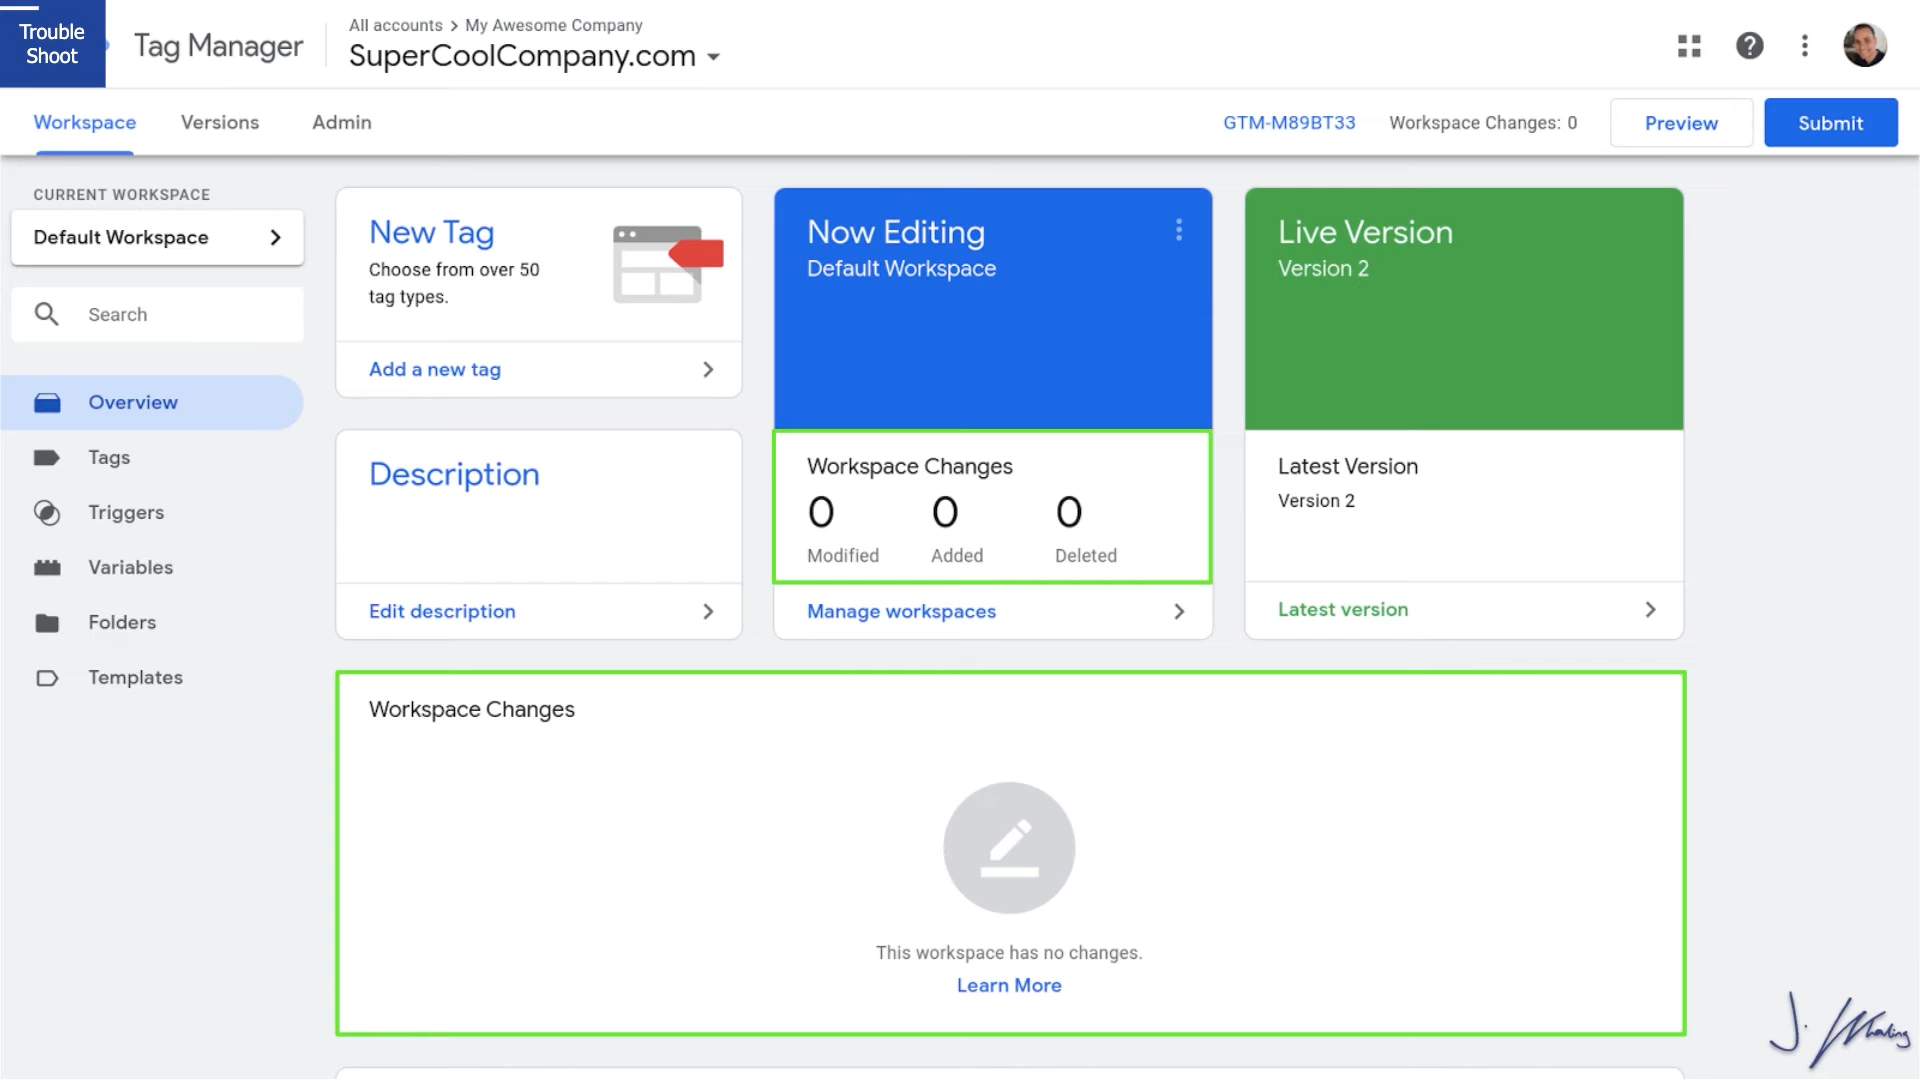 Trouble
Shoot
Tag Manager
All accounts > My Awesome Company
SuperCoolCompany.com
Workspace
Versions
Admin
GTM-M89BT33
Workspace Changes: 0
Preview
Submit
CURRENT WORKSPACE
Default Workspace
Search
Overview
Tags
Triggers
Variables
Folders
Templates
New Tag
Choose from over 50
tag types.
Add a new tag
Description
Edit description
Now Editing
Default Workspace
Workspace Changes
0 0 0
Modified Added Deleted
Manage workspaces
Live Version
Version 2
Latest Version
Version 2
Latest version
Workspace Changes
This workspace has no changes.
Learn More